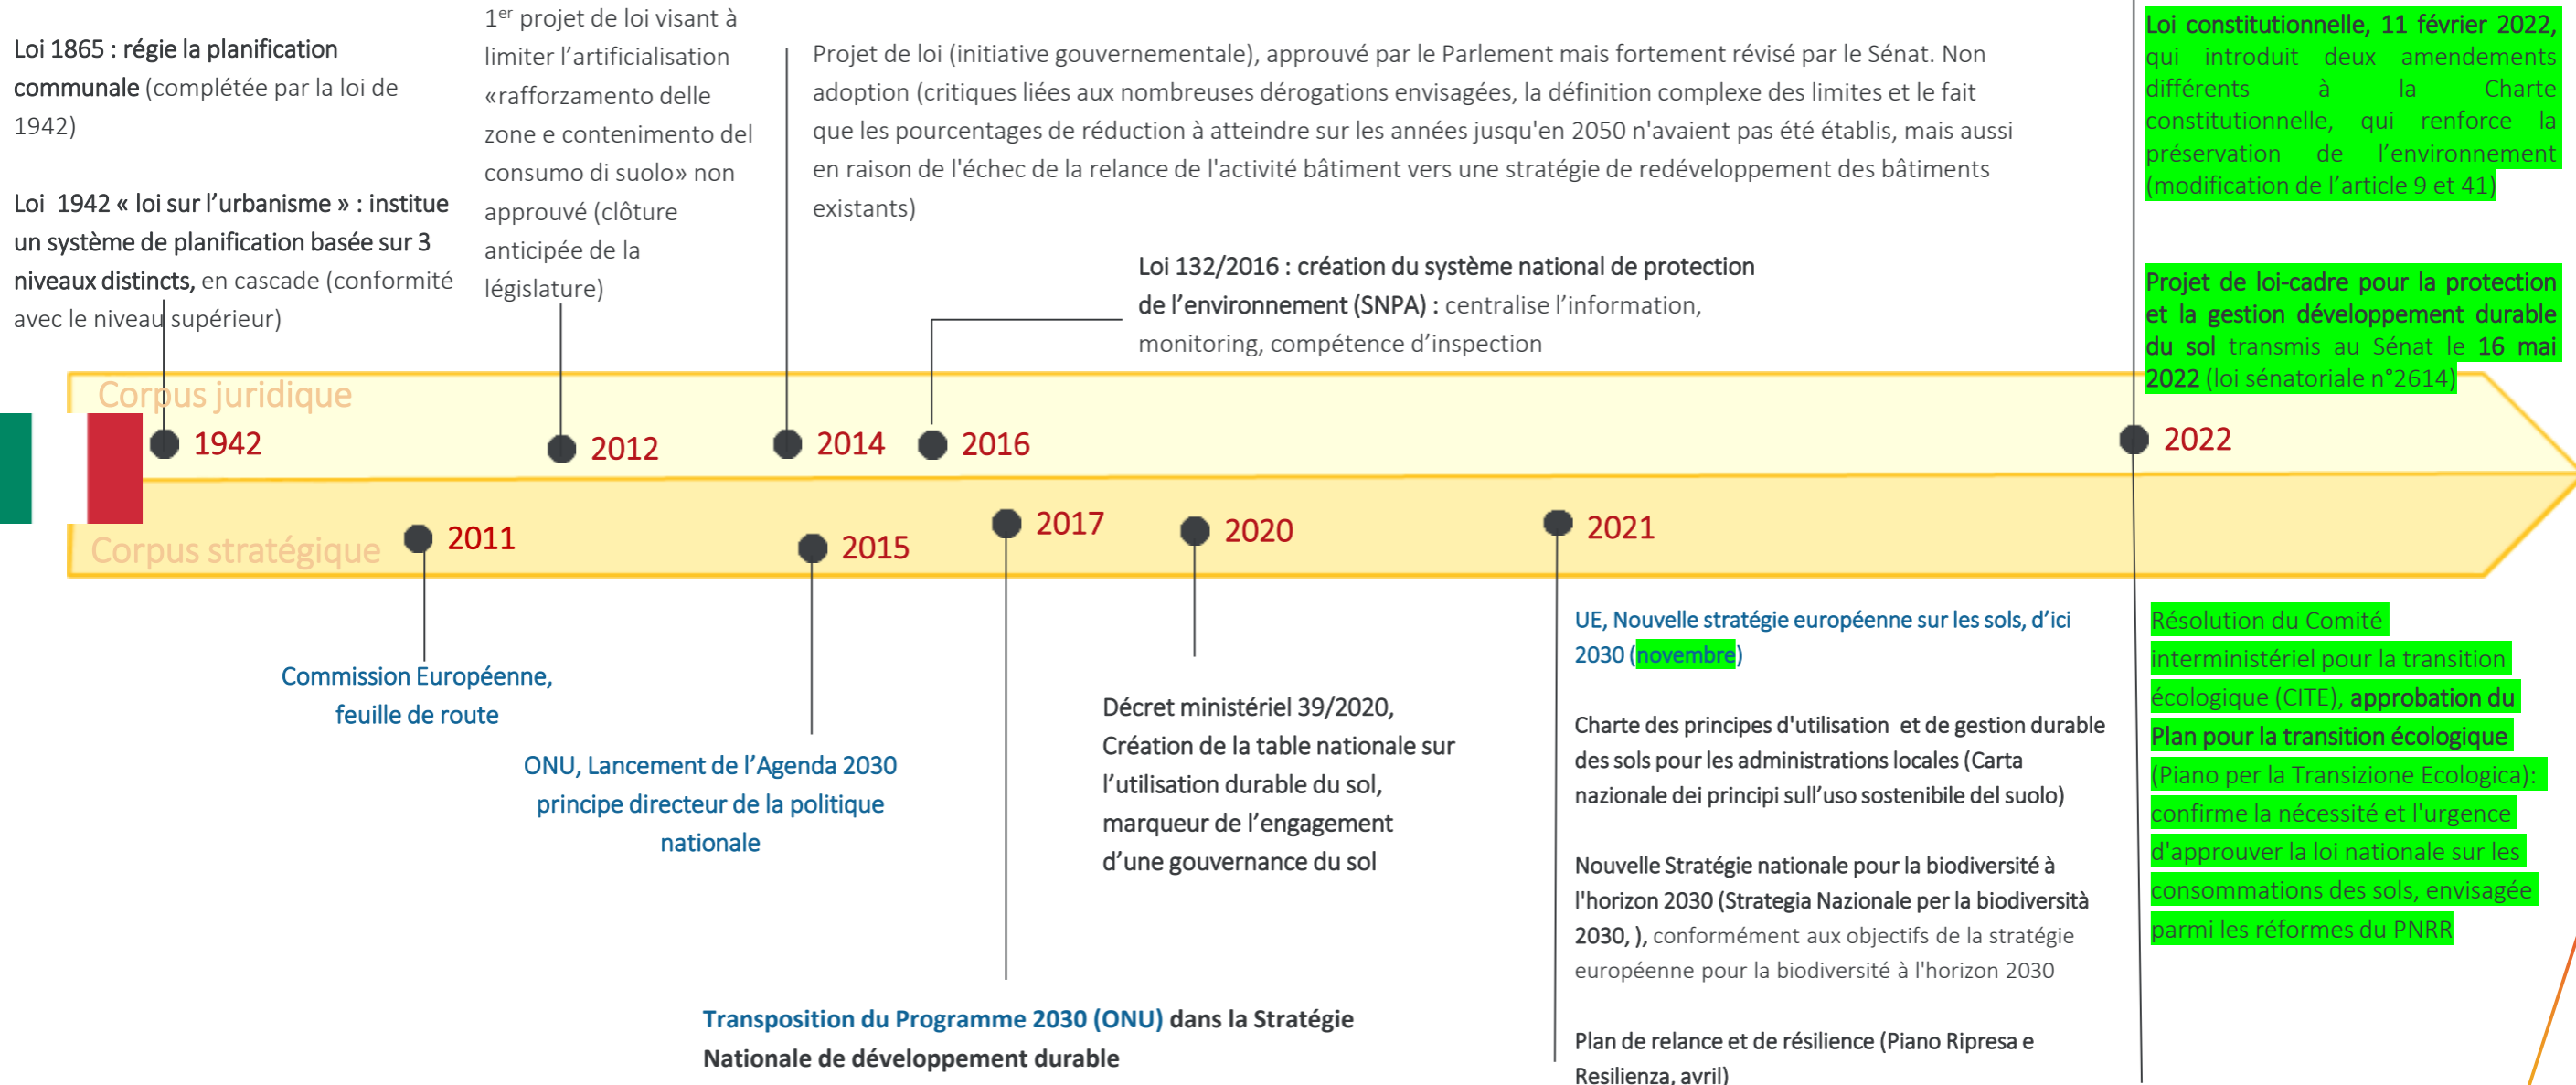 Loi 1865 : régie la planification
communale (complétée par la loi de
1942)
Loi 1942 « loi sur l’urbanisme » : institue
un système de planification basée sur 3
niveaux distincts, en cascade (conformité
avec le niveau supérieur)
1er projet de loi visant à
limiter l’artificialisation
«rafforzamento delle
zone e contenimento del
consumo di suolo» non
approuvé (clôture
anticipée de la
législature)
Projet de loi (initiative gouvernementale), approuvé par le Parlement mais fortement révisé par le Sénat. Non
adoption (critiques liées aux nombreuses dérogations envisagées, la définition complexe des limites et le fait
que les pourcentages de réduction à atteindre sur les années jusqu'en 2050 n'avaient pas été établis, mais aussi
en raison de l'échec de la relance de l'activité bâtiment vers une stratégie de redéveloppement des bâtiments
existants)
Loi 132/2016 : création du système national de protection
de l’environnement (SNPA) : centralise l’information,
monitoring, compétence d’inspection
Loi constitutionnelle, 11 février 2022,
qui introduit deux amendements
différents à la Charte
constitutionnelle, qui renforce la
préservation de l’environnement
(modification de l’article 9 et 41)
Projet de loi-cadre pour la protection
et la gestion développement durable
du sol transmis au Sénat le 16 mai
2022 (loi sénatoriale n°2614)
Corpus juridique
1942
2012
2014
2016
2022
Corpus stratégique
2011
2015
2017
2020
2021
Commission Européenne,
feuille de route
ONU, Lancement de l’Agenda 2030
principe directeur de la politique
nationale
Transposition du Programme 2030 (ONU) dans la Stratégie
Nationale de développement durable
Décret ministériel 39/2020,
Création de la table nationale sur
l’utilisation durable du sol,
marqueur de l’engagement
d’une gouvernance du sol
UE, Nouvelle stratégie européenne sur les sols, d’ici
2030 (novembre)
Charte des principes d'utilisation et de gestion durable
des sols pour les administrations locales (Carta
nazionale dei principi sull’uso sostenibile del suolo)
Nouvelle Stratégie nationale pour la biodiversité à
l'horizon 2030 (Strategia Nazionale per la biodiversità
2030, ), conformément aux objectifs de la stratégie
européenne pour la biodiversité à l'horizon 2030
Plan de relance et de résilience (Piano Ripresa e
Resilienza, avril)
Résolution du Comité
interministériel pour la transition
écologique (CITE), approbation du
Plan pour la transition écologique
(Piano per la Transizione Ecologica):
confirme la nécessité et l'urgence
d'approuver la loi nationale sur les
consommations des sols, envisagée
parmi les réformes du PNRR